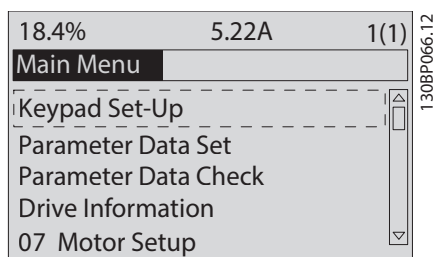 18.4% 5.22A 1(1)
Main Menu
Keypad Set-Up
Parameter Data Set
Parameter Data Check
Drive Information
07 Motor Setup
130BP066.12